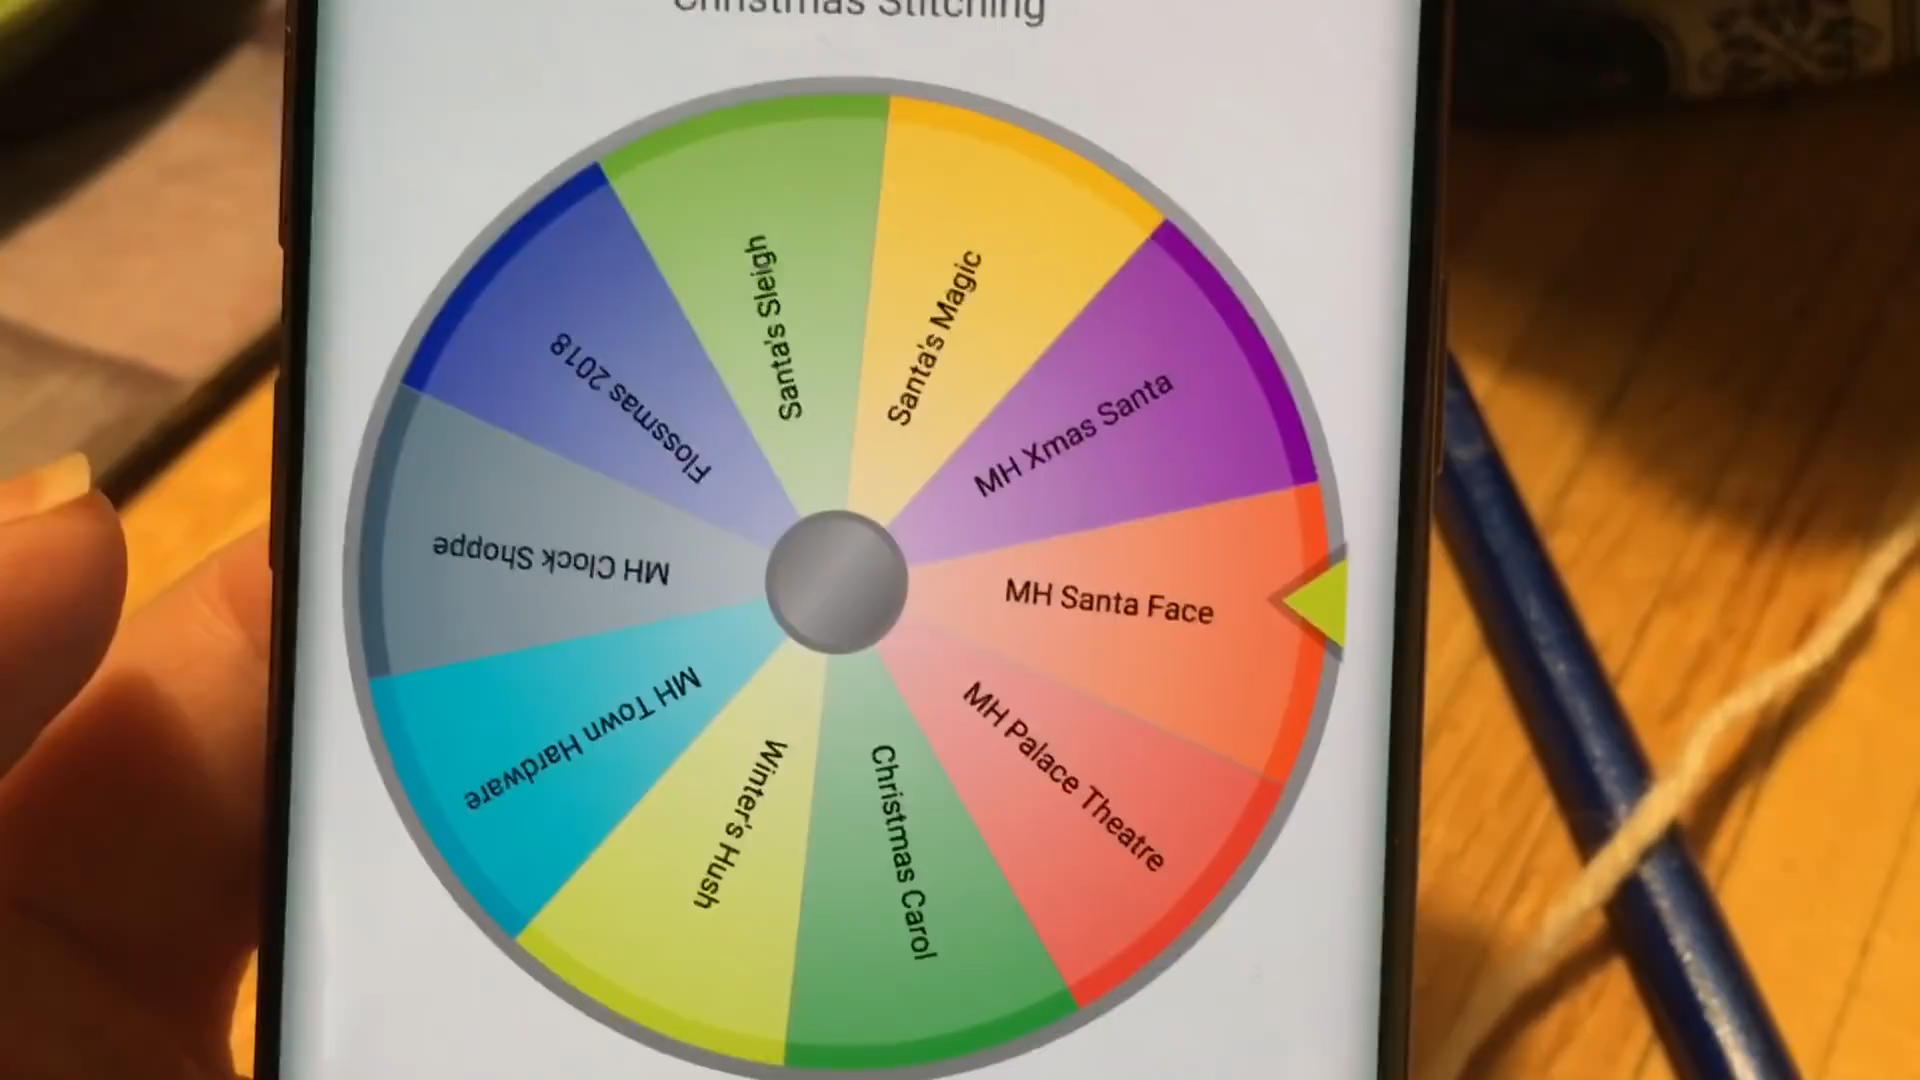 Christmas Stitching
Santa's Sleigh
Santa's Magic
MH Xmas Santa
MH Santa Face
MH Palace Theatre
Christmas Carol
Winter's Hush
MH Town Hardware
MH Clock Shoppe
Flossmas 2018